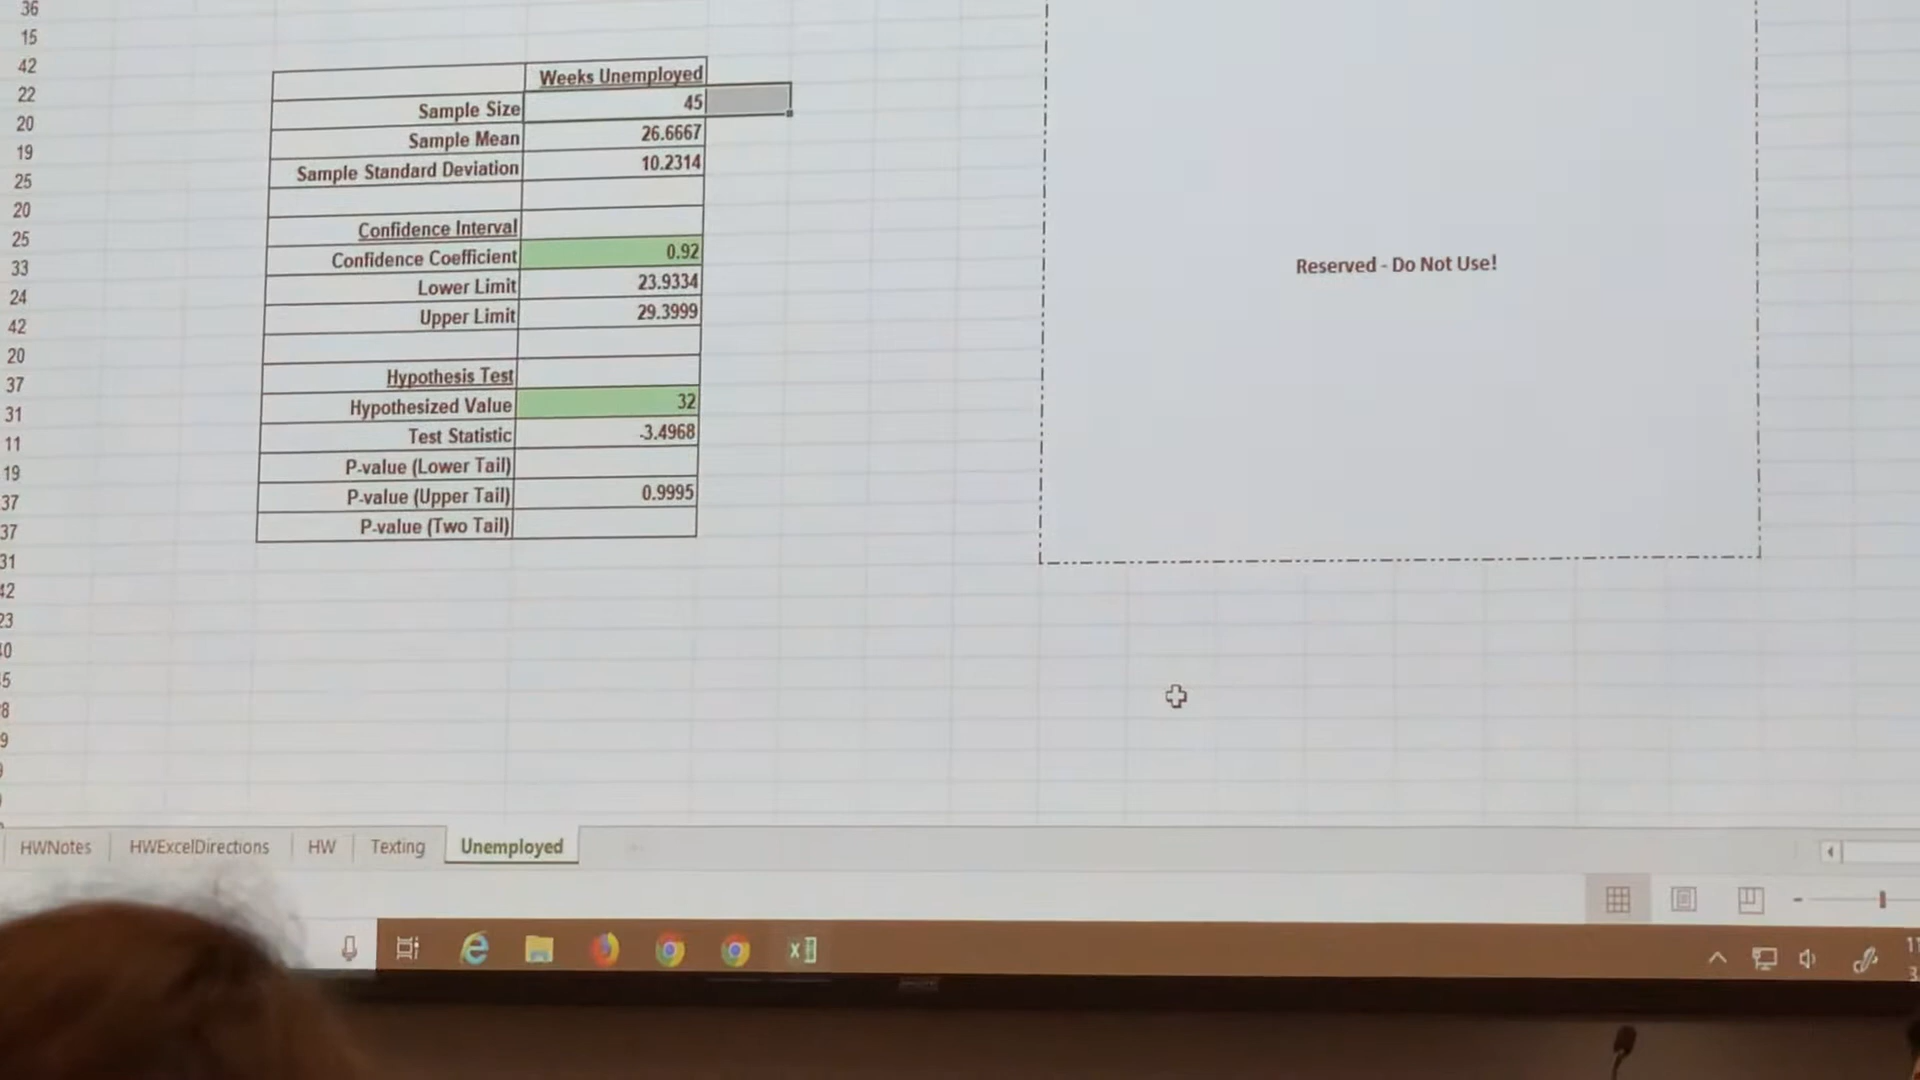 36
15
42
22
20
19
25
20
25
33
24
42
20
37
31
11
19
37
37
31
42
23
Weeks Unemployed
Sample Size 45
Sample Mean 26.6667
Sample Standard Deviation 10.2314
Confidence Interval
Confidence Coefficient 0.92
Lower Limit 23.9334
Upper Limit 29.3999
Hypothesis Test
Hypothesized Value 32
Test Statistic -3.4968
P-value (Lower Tail)
P-value (Upper Tail) 0.9995
P-value (Two Tail)
Reserved - Do Not Use!
HWNotes HWExcelDirections HW Texting Unemployed